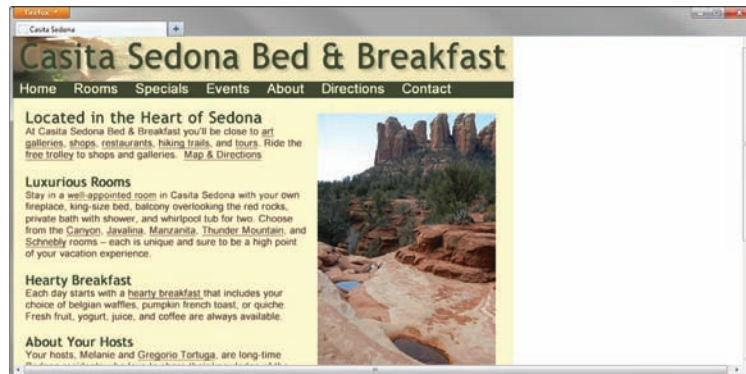 Firefox
Casita Sedona
Casita Sedona Bed & Breakfast
Home Rooms Specials Events About Directions Contact
Located in the Heart of Sedona
At Casita Sedona Bed & Breakfast you'll be close to art
galleries, shops, restaurants, hiking trails, and tours. Ride the
free trolley to shops and galleries. Map & Directions
Luxurious Rooms
Stay in a well-appointed room in Casita Sedona with your own
fireplace, king-size bed, balcony overlooking the red rocks,
private bath with shower, and whirlpool tub for two. Choose
from the Canyon, Javalina, Manzanita, Thunder Mountain, and
Schnebly rooms – each is unique and sure to be a high point
of your vacation experience.
Hearty Breakfast
Each day starts with a hearty breakfast that includes your
choice of belgian waffles, pumpkin french toast, or quiche.
Fresh fruit, yogurt, juice, and coffee are always available.
About Your Hosts
Your hosts, Melanie and Gregorio Tortuga, are long-time